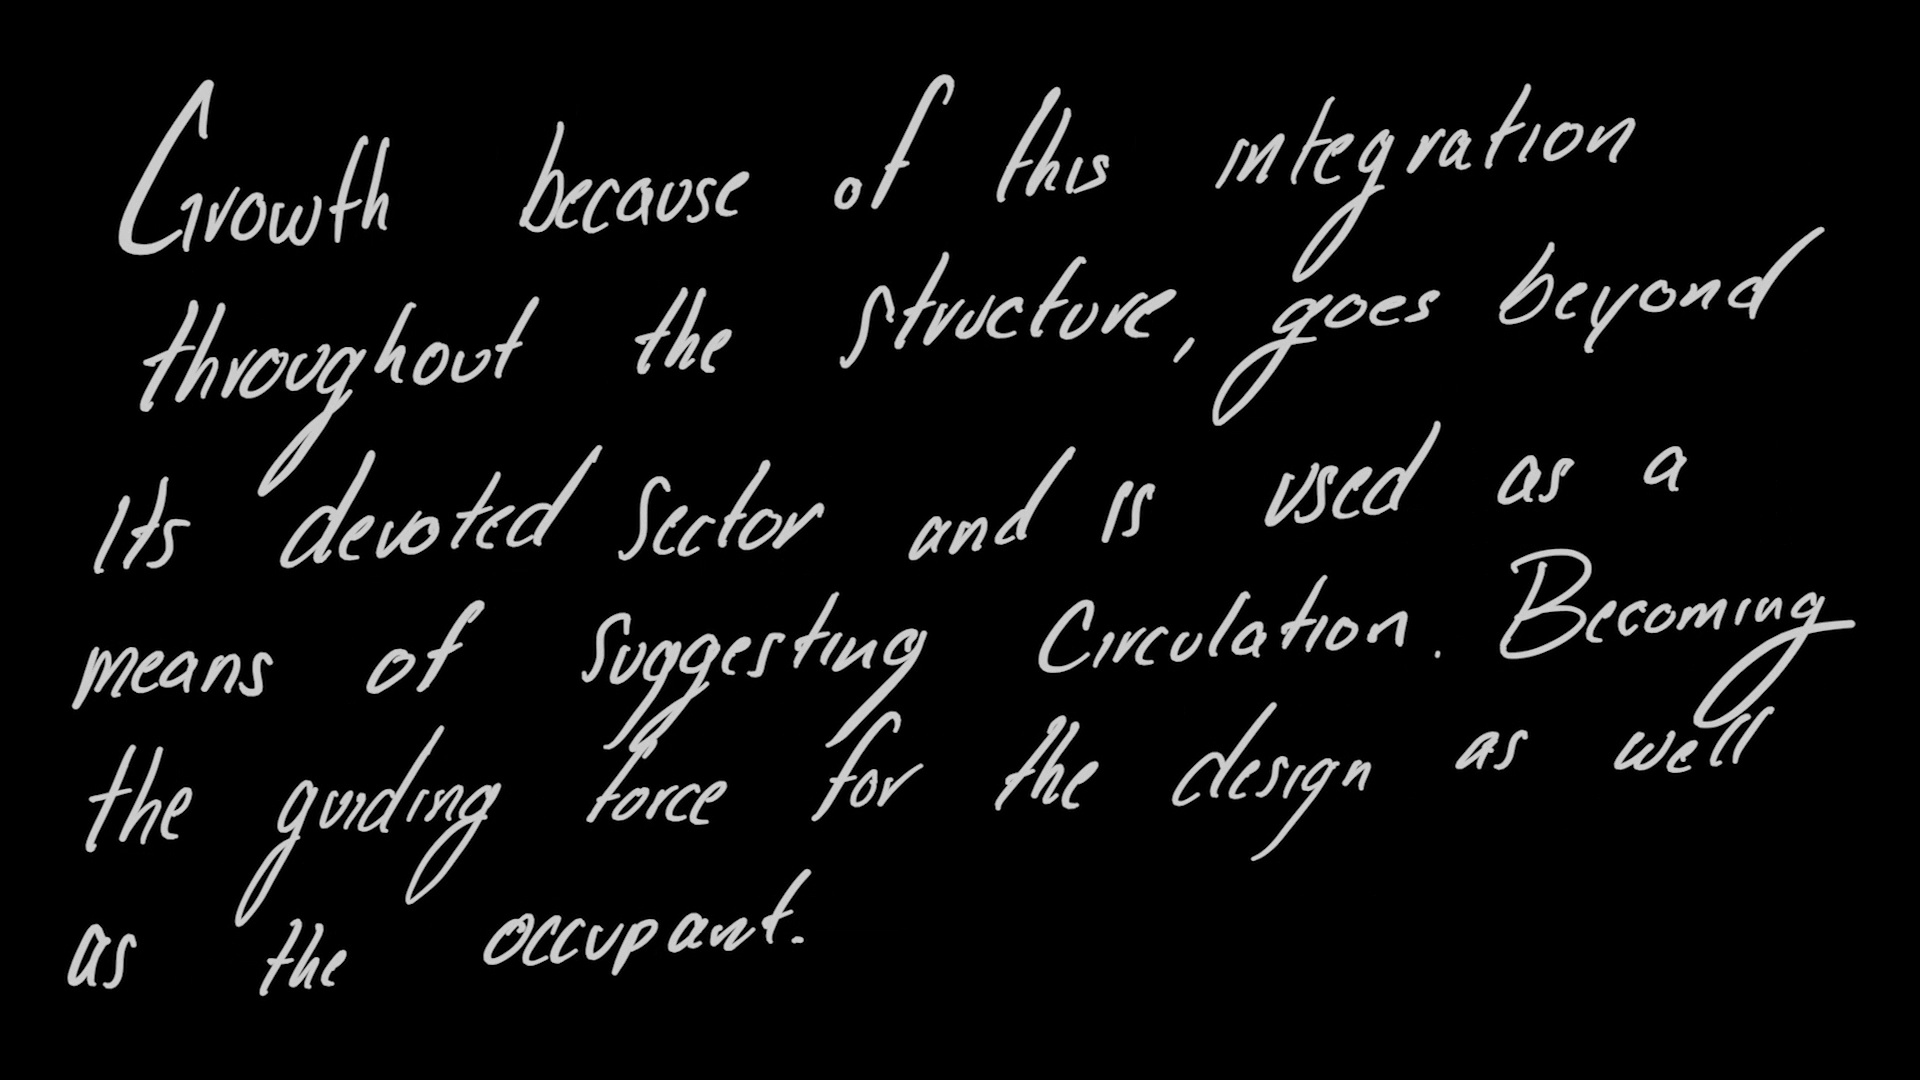 Growth because of this integration
throughout the structure, goes beyond
its devoted sector and is used as a
means of suggesting circulation. Becoming
the guiding force for the design as well
as the occupant.